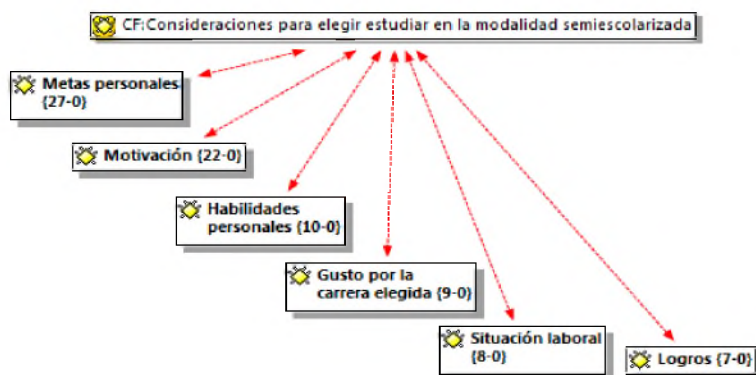 CF:Consideraciones para elegir estudiar en la modalidad semiescolarizada
Metas personales
{27-0}
Motivación {22-0}
Habilidades
personales {10-0}
Gusto por la
carrera elegida {9-0}
Situación laboral
{8-0}
Logros {7-0}